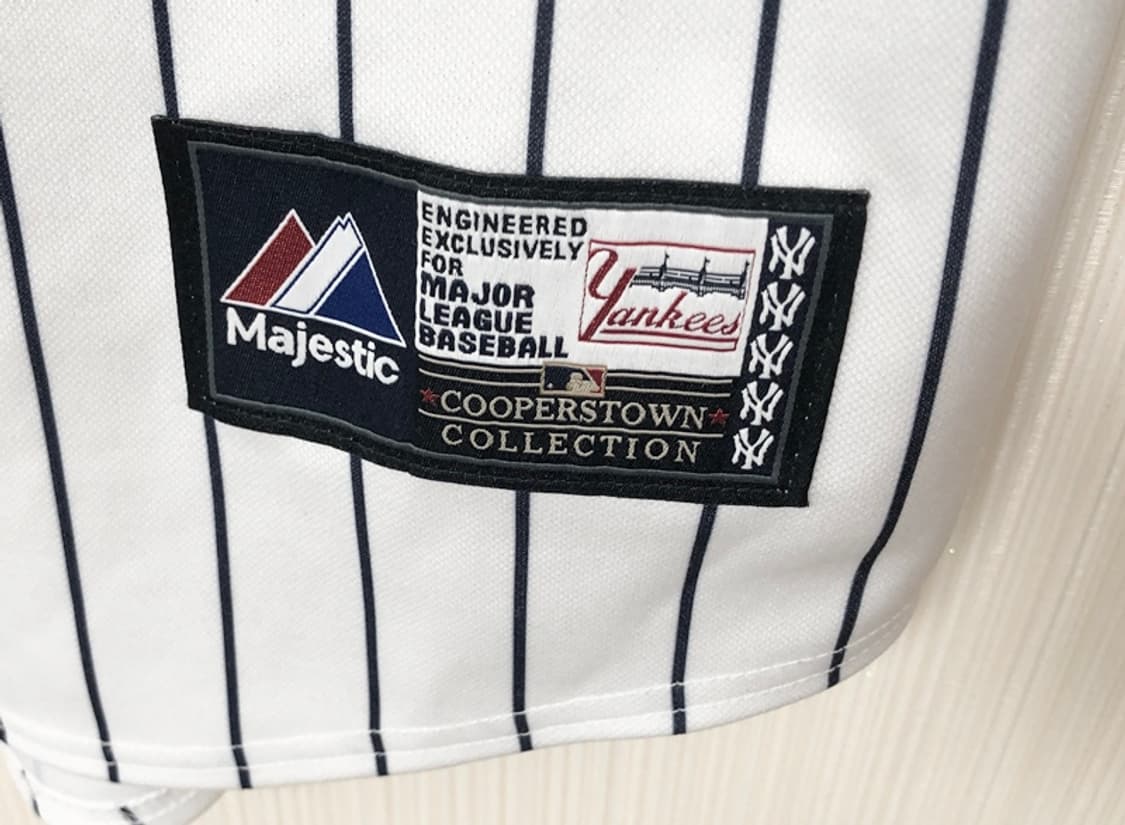 Majestic
ENGINEERED
EXCLUSIVELY
FOR
MAJOR
LEAGUE
BASEBALL
Yankees
COOPERSTOWN
COLLECTION
NY
NY
NY
NY
NY